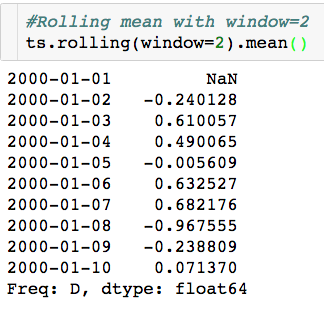 #Rolling mean with window=2
ts.rolling(window=2).mean()
2000-01-01         NaN
2000-01-02   -0.240128
2000-01-03    0.610057
2000-01-04    0.490065
2000-01-05   -0.005609
2000-01-06    0.632527
2000-01-07    0.682176
2000-01-08   -0.967555
2000-01-09   -0.238809
2000-01-10    0.071370
Freq: D, dtype: float64